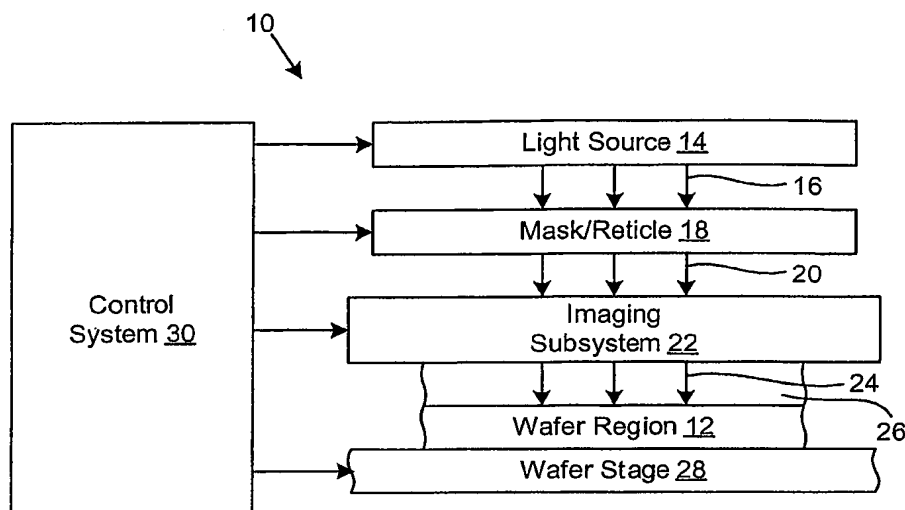 10
Light Source 14
16
Mask/Reticle 18
20
Control
System 30
Imaging
Subsystem 22
24
26
Wafer Region 12
Wafer Stage 28